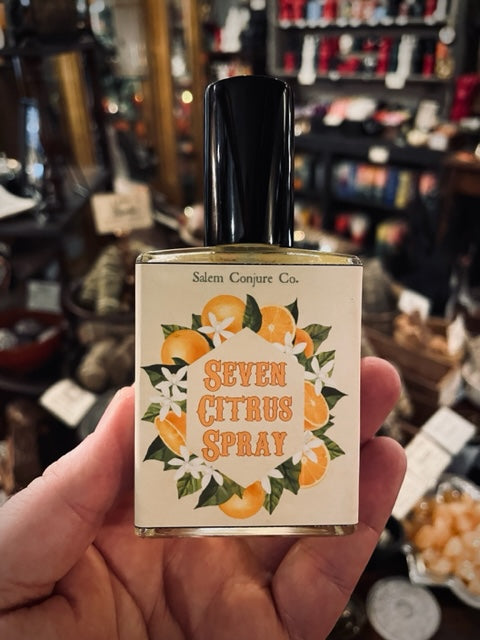 Salem Conjure Co.
Seven
Citrus
Spray